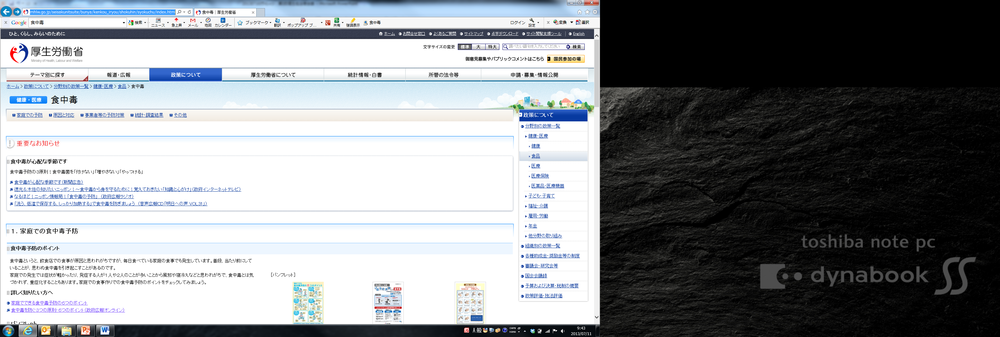 mhlw.go.jp/seisakunitsuite/bunya/kenkou_iryou/shokuhin/syokuchu/index.html
食中毒｜厚生労働省
Google 食中毒 検索 ニュース 急上昇 メール 地図 カレンダー ブックマーク 翻訳 ポップアップ ブ... 共有 強調表示 食中毒 ログイン 設定 変換 選択
ひと、くらし、みらいのために
ホーム お問合せ窓口 よくあるご質問 サイトマップ 点字ダウンロード サイト閲覧支援ツール English
厚生労働省
Ministry of Health, Labour and Welfare
文字サイズの変更 標準 大 特大 調べたい語句を入力してください 検索
御意見募集やパブリックコメントはこちら 国民参加の場
テーマ別に探す 報道・広報 政策について 厚生労働省について 統計情報・白書 所管の法令等 申請・募集・情報公開
ホーム > 政策について > 分野別の政策一覧 > 健康・医療 > 食品 > 食中毒
健康・医療 食中毒
家庭での予防 原因と対応 事業者等の予防対策 統計・調査結果 その他
重要なお知らせ
食中毒が心配な季節です
食中毒予防の3原則！食中毒菌を「付けない」「増やさない」「やっつける」
食中毒が心配な季節です（新聞広告）
徳光＆木佐の知りたいニッポン！～食中毒から身を守るために！覚えておきたい「知識と心がけ」（政府インターネットテレビ）
なるほど！ニッポン情報局！「食中毒の予防」（政府広報ラジオ）
「洗う、低温で保存する、しっかり加熱する」で食中毒を防ぎましょう （音声広報CD「明日への声 VOL.31」）
１．家庭での食中毒予防
食中毒予防のポイント
食中毒というと、飲食店での食事が原因と思われがちですが、毎日食べている家庭の食事でも発生しています。普段、当たり前にして
いることが、思わぬ食中毒を引き起こすことがあるのです。
家庭での発生では症状が軽かったり、発症する人が1人や2人のことが多いことから風邪や寝冷えなどと思われがちで、食中毒とは気
づかれず、重症化することもあります。家庭での食事作りでの食中毒予防のポイントをチェックしてみましょう。
詳しく知りたい方へ
家庭でできる食中毒予防の6つのポイント
食中毒を防ぐ3つの原則・6つのポイント（政府広報オンライン）
パンフレット
［パンフレット］
食中毒予防の6つのポイント
ノロウイルス
政策について
分野別の政策一覧
健康・医療
健康
食品
医療
医療保険
医薬品・医療機器
子ども・子育て
福祉・介護
雇用・労働
年金
他分野の取り組み
組織別の政策一覧
各種助成金・奨励金等の制度
審議会・研究会等
国会会議録
予算および決算・税制の概要
政策評価・独法評価
toshiba note pc
dynabook SS
A 般 CAPS KANA
9:43
2013/07/11